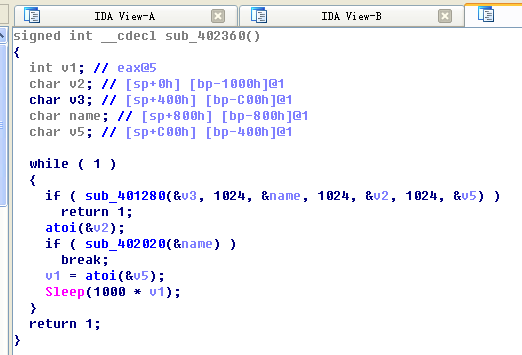 IDA View-A
IDA View-B
signed int __cdecl sub_402360()
{
int v1; // eax@5
char v2; // [sp+0h] [bp-1000h]@1
char v3; // [sp+400h] [bp-C00h]@1
char name; // [sp+800h] [bp-800h]@1
char v5; // [sp+C00h] [bp-400h]@1
while ( 1 )
{
if ( sub_401280(&v3, 1024, &name, 1024, &v2, 1024, &v5) )
return 1;
atoi(&v2);
if ( sub_402020(&name) )
break;
v1 = atoi(&v5);
Sleep(1000 * v1);
}
return 1;
}